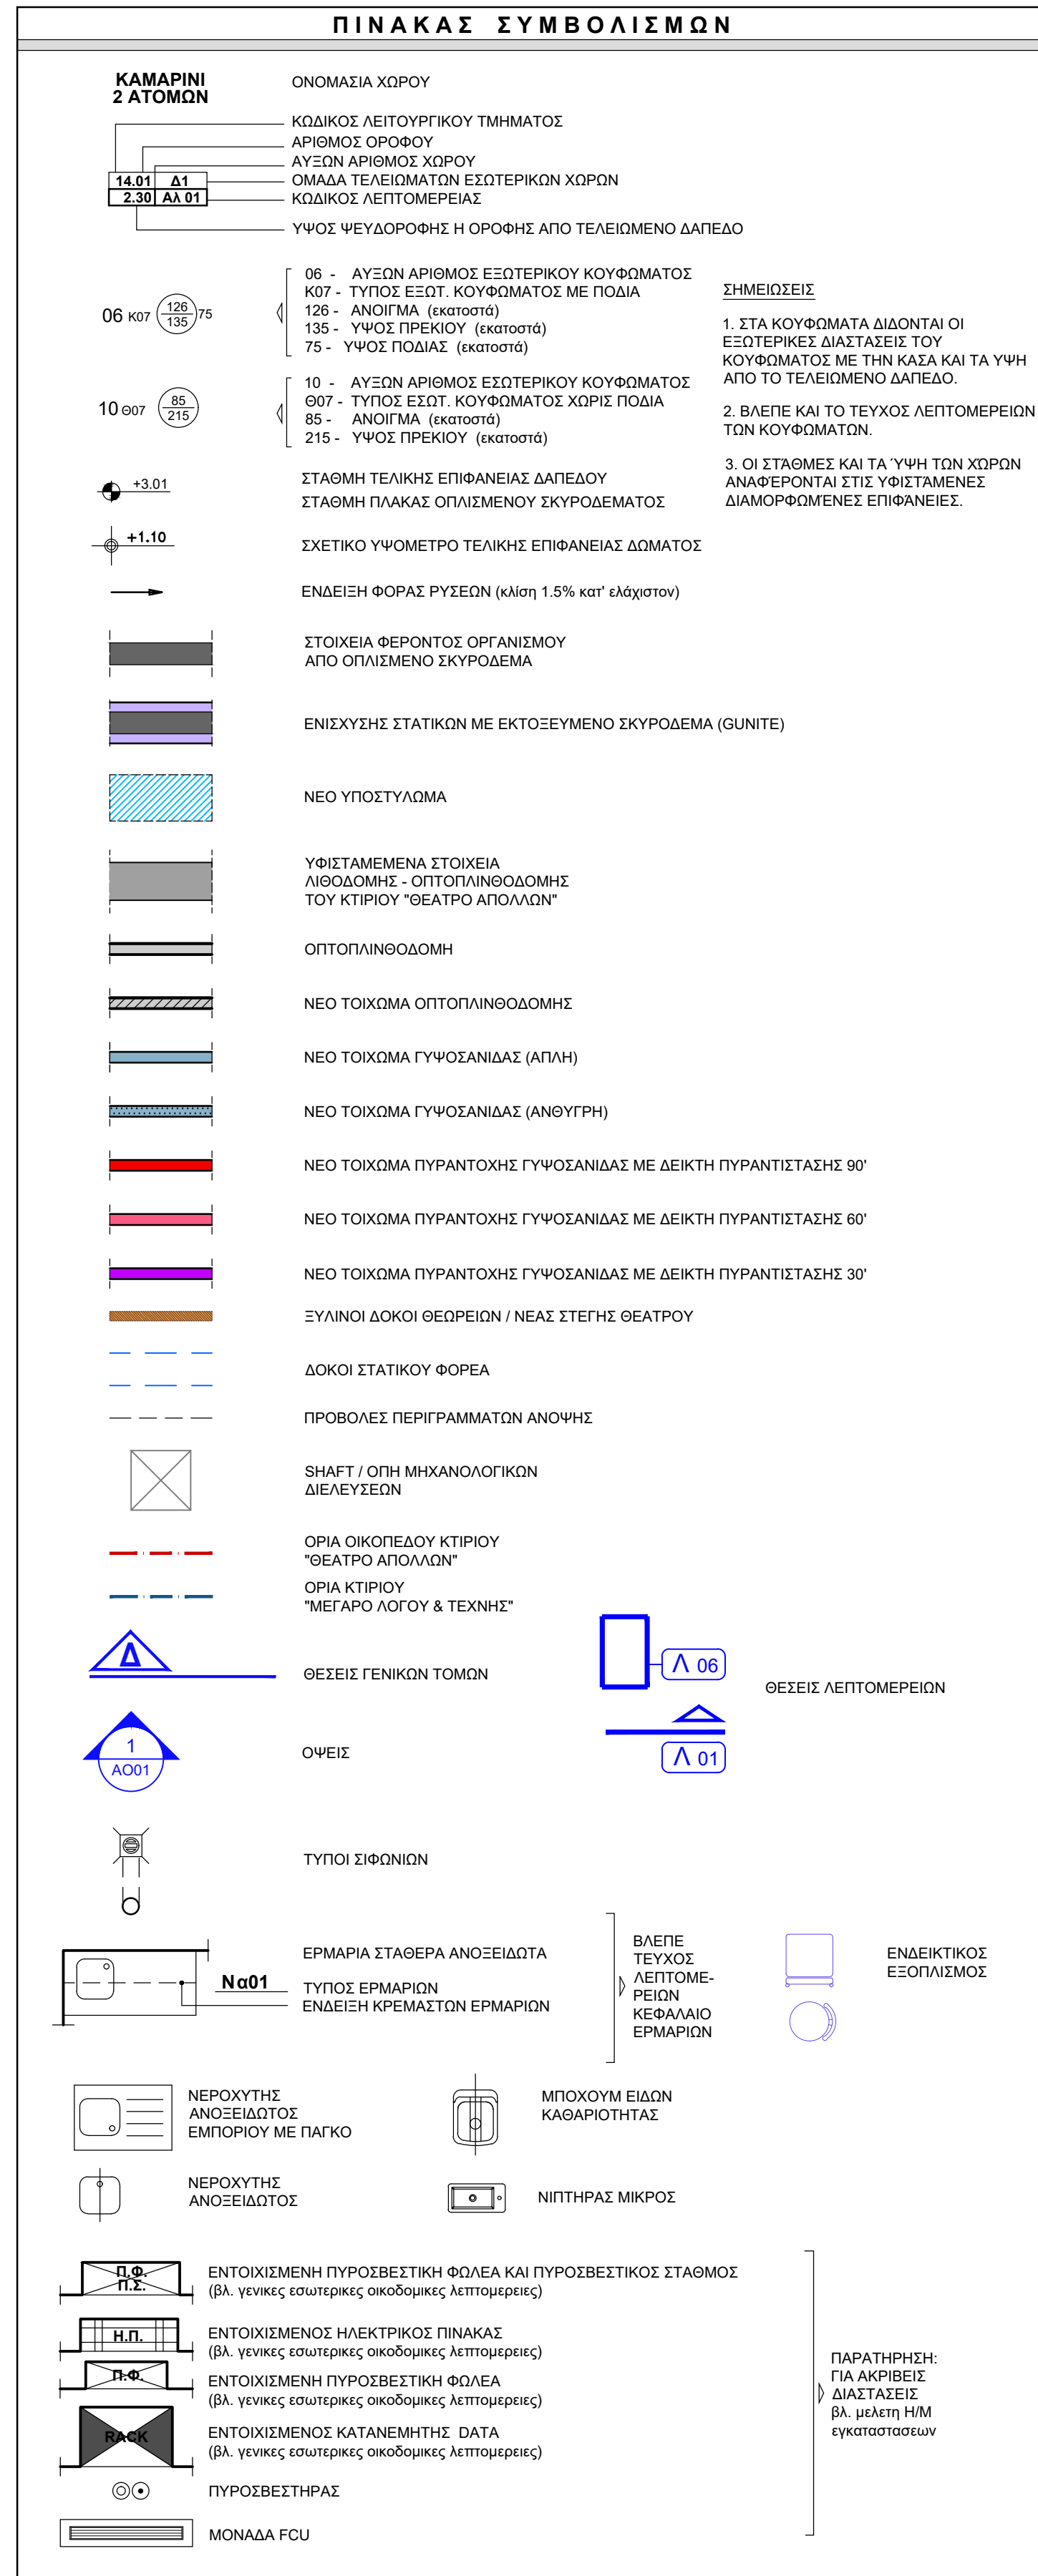 ΠΙΝΑΚΑΣ ΣΥΜΒΟΛΙΣΜΩΝ
ΚΑΜΑΡΙΝΙ
2 ΑΤΟΜΩΝ
ΟΝΟΜΑΣΙΑ ΧΩΡΟΥ
ΚΩΔΙΚΟΣ ΛΕΙΤΟΥΡΓΙΚΟΥ ΤΜΗΜΑΤΟΣ
ΑΡΙΘΜΟΣ ΟΡΟΦΟΥ
ΑΥΞΩΝ ΑΡΙΘΜΟΣ ΧΩΡΟΥ
14.01 Δ1
ΟΜΑΔΑ ΤΕΛΕΙΩΜΑΤΩΝ ΕΣΩΤΕΡΙΚΩΝ ΧΩΡΩΝ
2.30 Αλ 01
ΚΩΔΙΚΟΣ ΛΕΠΤΟΜΕΡΕΙΑΣ
ΥΨΟΣ ΨΕΥΔΟΡΟΦΗΣ Η ΟΡΟΦΗΣ ΑΠΟ ΤΕΛΕΙΩΜΕΝΟ ΔΑΠΕΔΟ
06 Κ07 126 135 75
06 - ΑΥΞΩΝ ΑΡΙΘΜΟΣ ΕΞΩΤΕΡΙΚΟΥ ΚΟΥΦΩΜΑΤΟΣ
Κ07 - ΤΥΠΟΣ ΕΞΩΤ. ΚΟΥΦΩΜΑΤΟΣ ΜΕ ΠΟΔΙΑ
126 - ΑΝΟΙΓΜΑ (εκατοστά)
135 - ΥΨΟΣ ΠΡΕΚΙΟΥ (εκατοστά)
75 - ΥΨΟΣ ΠΟΔΙΑΣ (εκατοστά)
10 Θ07 85 215
10 - ΑΥΞΩΝ ΑΡΙΘΜΟΣ ΕΣΩΤΕΡΙΚΟΥ ΚΟΥΦΩΜΑΤΟΣ
Θ07 - ΤΥΠΟΣ ΕΣΩΤ. ΚΟΥΦΩΜΑΤΟΣ ΧΩΡΙΣ ΠΟΔΙΑ
85 - ΑΝΟΙΓΜΑ (εκατοστά)
215 - ΥΨΟΣ ΠΡΕΚΙΟΥ (εκατοστά)
ΣΗΜΕΙΩΣΕΙΣ
1. ΣΤΑ ΚΟΥΦΩΜΑΤΑ ΔΙΔΟΝΤΑΙ ΟΙ
ΕΞΩΤΕΡΙΚΕΣ ΔΙΑΣΤΑΣΕΙΣ ΤΟΥ
ΚΟΥΦΩΜΑΤΟΣ ΜΕ ΤΗΝ ΚΑΣΑ ΚΑΙ ΤΑ ΥΨΗ
ΑΠΟ ΤΟ ΤΕΛΕΙΩΜΕΝΟ ΔΑΠΕΔΟ.
2. ΒΛΕΠΕ ΚΑΙ ΤΟ ΤΕΥΧΟΣ ΛΕΠΤΟΜΕΡΕΙΩΝ
ΤΩΝ ΚΟΥΦΩΜΑΤΩΝ.
3. ΟΙ ΣΤΆΘΜΕΣ ΚΑΙ ΤΑ ΎΨΗ ΤΩΝ ΧΏΡΩΝ
ΑΝΑΦΈΡΟΝΤΑΙ ΣΤΙΣ ΥΦΙΣΤΆΜΕΝΕΣ
ΔΙΑΜΟΡΦΩΜΈΝΕΣ ΕΠΙΦΆΝΕΙΕΣ.
+3.01
ΣΤΑΘΜΗ ΤΕΛΙΚΗΣ ΕΠΙΦΑΝΕΙΑΣ ΔΑΠΕΔΟΥ
ΣΤΑΘΜΗ ΠΛΑΚΑΣ ΟΠΛΙΣΜΕΝΟΥ ΣΚΥΡΟΔΕΜΑΤΟΣ
+1.10
ΣΧΕΤΙΚΟ ΥΨΟΜΕΤΡΟ ΤΕΛΙΚΗΣ ΕΠΙΦΑΝΕΙΑΣ ΔΩΜΑΤΟΣ
ΕΝΔΕΙΞΗ ΦΟΡΑΣ ΡΥΣΕΩΝ (κλίση 1.5% κατ' ελάχιστον)
ΣΤΟΙΧΕΙΑ ΦΕΡΟΝΤΟΣ ΟΡΓΑΝΙΣΜΟΥ
ΑΠΟ ΟΠΛΙΣΜΕΝΟ ΣΚΥΡΟΔΕΜΑ
ΕΝΙΣΧΥΣΗΣ ΣΤΑΤΙΚΩΝ ΜΕ ΕΚΤΟΞΕΥΜΕΝΟ ΣΚΥΡΟΔΕΜΑ (GUNITE)
ΝΕΟ ΥΠΟΣΤΥΛΩΜΑ
ΥΦΙΣΤΑΜΕΜΕΝΑ ΣΤΟΙΧΕΙΑ
ΛΙΘΟΔΟΜΗΣ - ΟΠΤΟΠΛΙΝΘΟΔΟΜΗΣ
ΤΟΥ ΚΤΙΡΙΟΥ "ΘΕΑΤΡΟ ΑΠΟΛΛΩΝ"
ΟΠΤΟΠΛΙΝΘΟΔΟΜΗ
ΝΕΟ ΤΟΙΧΩΜΑ ΟΠΤΟΠΛΙΝΘΟΔΟΜΗΣ
ΝΕΟ ΤΟΙΧΩΜΑ ΓΥΨΟΣΑΝΙΔΑΣ (ΑΠΛΗ)
ΝΕΟ ΤΟΙΧΩΜΑ ΓΥΨΟΣΑΝΙΔΑΣ (ΑΝΘΥΓΡΗ)
ΝΕΟ ΤΟΙΧΩΜΑ ΠΥΡΑΝΤΟΧΗΣ ΓΥΨΟΣΑΝΙΔΑΣ ΜΕ ΔΕΙΚΤΗ ΠΥΡΑΝΤΙΣΤΑΣΗΣ 90'
ΝΕΟ ΤΟΙΧΩΜΑ ΠΥΡΑΝΤΟΧΗΣ ΓΥΨΟΣΑΝΙΔΑΣ ΜΕ ΔΕΙΚΤΗ ΠΥΡΑΝΤΙΣΤΑΣΗΣ 60'
ΝΕΟ ΤΟΙΧΩΜΑ ΠΥΡΑΝΤΟΧΗΣ ΓΥΨΟΣΑΝΙΔΑΣ ΜΕ ΔΕΙΚΤΗ ΠΥΡΑΝΤΙΣΤΑΣΗΣ 30'
ΞΥΛΙΝΟΙ ΔΟΚΟΙ ΘΕΩΡΕΙΩΝ / ΝΕΑΣ ΣΤΕΓΗΣ ΘΕΑΤΡΟΥ
ΔΟΚΟΙ ΣΤΑΤΙΚΟΥ ΦΟΡΕΑ
ΠΡΟΒΟΛΕΣ ΠΕΡΙΓΡΑΜΜΑΤΩΝ ΑΝΟΨΗΣ
SHAFT / ΟΠΗ ΜΗΧΑΝΟΛΟΓΙΚΩΝ
ΔΙΕΛΕΥΣΕΩΝ
ΟΡΙΑ ΟΙΚΟΠΕΔΟΥ ΚΤΙΡΙΟΥ
"ΘΕΑΤΡΟ ΑΠΟΛΛΩΝ"
ΟΡΙΑ ΚΤΙΡΙΟΥ
"ΜΕΓΑΡΟ ΛΟΓΟΥ & ΤΕΧΝΗΣ"
Δ
ΘΕΣΕΙΣ ΓΕΝΙΚΩΝ ΤΟΜΩΝ
Λ 06
ΘΕΣΕΙΣ ΛΕΠΤΟΜΕΡΕΙΩΝ
1
ΑΟ01
ΟΨΕΙΣ
Λ 01
ΤΥΠΟΙ ΣΙΦΩΝΙΩΝ
ΕΡΜΑΡΙΑ ΣΤΑΘΕΡΑ ΑΝΟΞΕΙΔΩΤΑ
Να01
ΤΥΠΟΣ ΕΡΜΑΡΙΩΝ
ΕΝΔΕΙΞΗ ΚΡΕΜΑΣΤΩΝ ΕΡΜΑΡΙΩΝ
ΒΛΕΠΕ
ΤΕΥΧΟΣ
ΛΕΠΤΟΜΕ-
ΡΕΙΩΝ
ΚΕΦΑΛΑΙΟ
ΕΡΜΑΡΙΩΝ
ΕΝΔΕΙΚΤΙΚΟΣ
ΕΞΟΠΛΙΣΜΟΣ
ΝΕΡΟΧΥΤΗΣ
ΑΝΟΞΕΙΔΩΤΟΣ
ΕΜΠΟΡΙΟΥ ΜΕ ΠΑΓΚΟ
ΜΠΟΧΟΥΜ ΕΙΔΩΝ
ΚΑΘΑΡΙΟΤΗΤΑΣ
ΝΕΡΟΧΥΤΗΣ
ΑΝΟΞΕΙΔΩΤΟΣ
ΝΙΠΤΗΡΑΣ ΜΙΚΡΟΣ
Π.Φ.
Π.Σ.
ΕΝΤΟΙΧΙΣΜΕΝΗ ΠΥΡΟΣΒΕΣΤΙΚΗ ΦΩΛΕΑ ΚΑΙ ΠΥΡΟΣΒΕΣΤΙΚΟΣ ΣΤΑΘΜΟΣ
(βλ. γενικες εσωτερικες οικοδομικες λεπτομερειες)
Η.Π.
ΕΝΤΟΙΧΙΣΜΕΝΟΣ ΗΛΕΚΤΡΙΚΟΣ ΠΙΝΑΚΑΣ
(βλ. γενικες εσωτερικες οικοδομικες λεπτομερειες)
Π.Φ.
ΕΝΤΟΙΧΙΣΜΕΝΗ ΠΥΡΟΣΒΕΣΤΙΚΗ ΦΩΛΕΑ
(βλ. γενικες εσωτερικες οικοδομικες λεπτομερειες)
RACK
ΕΝΤΟΙΧΙΣΜΕΝΟΣ ΚΑΤΑΝΕΜΗΤΗΣ DATA
(βλ. γενικες εσωτερικες οικοδομικες λεπτομερειες)
ΠΥΡΟΣΒΕΣΤΗΡΑΣ
ΜΟΝΑΔΑ FCU
ΠΑΡΑΤΗΡΗΣΗ:
ΓΙΑ ΑΚΡΙΒΕΙΣ
ΔΙΑΣΤΑΣΕΙΣ
βλ. μελετη Η/Μ
εγκαταστασεων